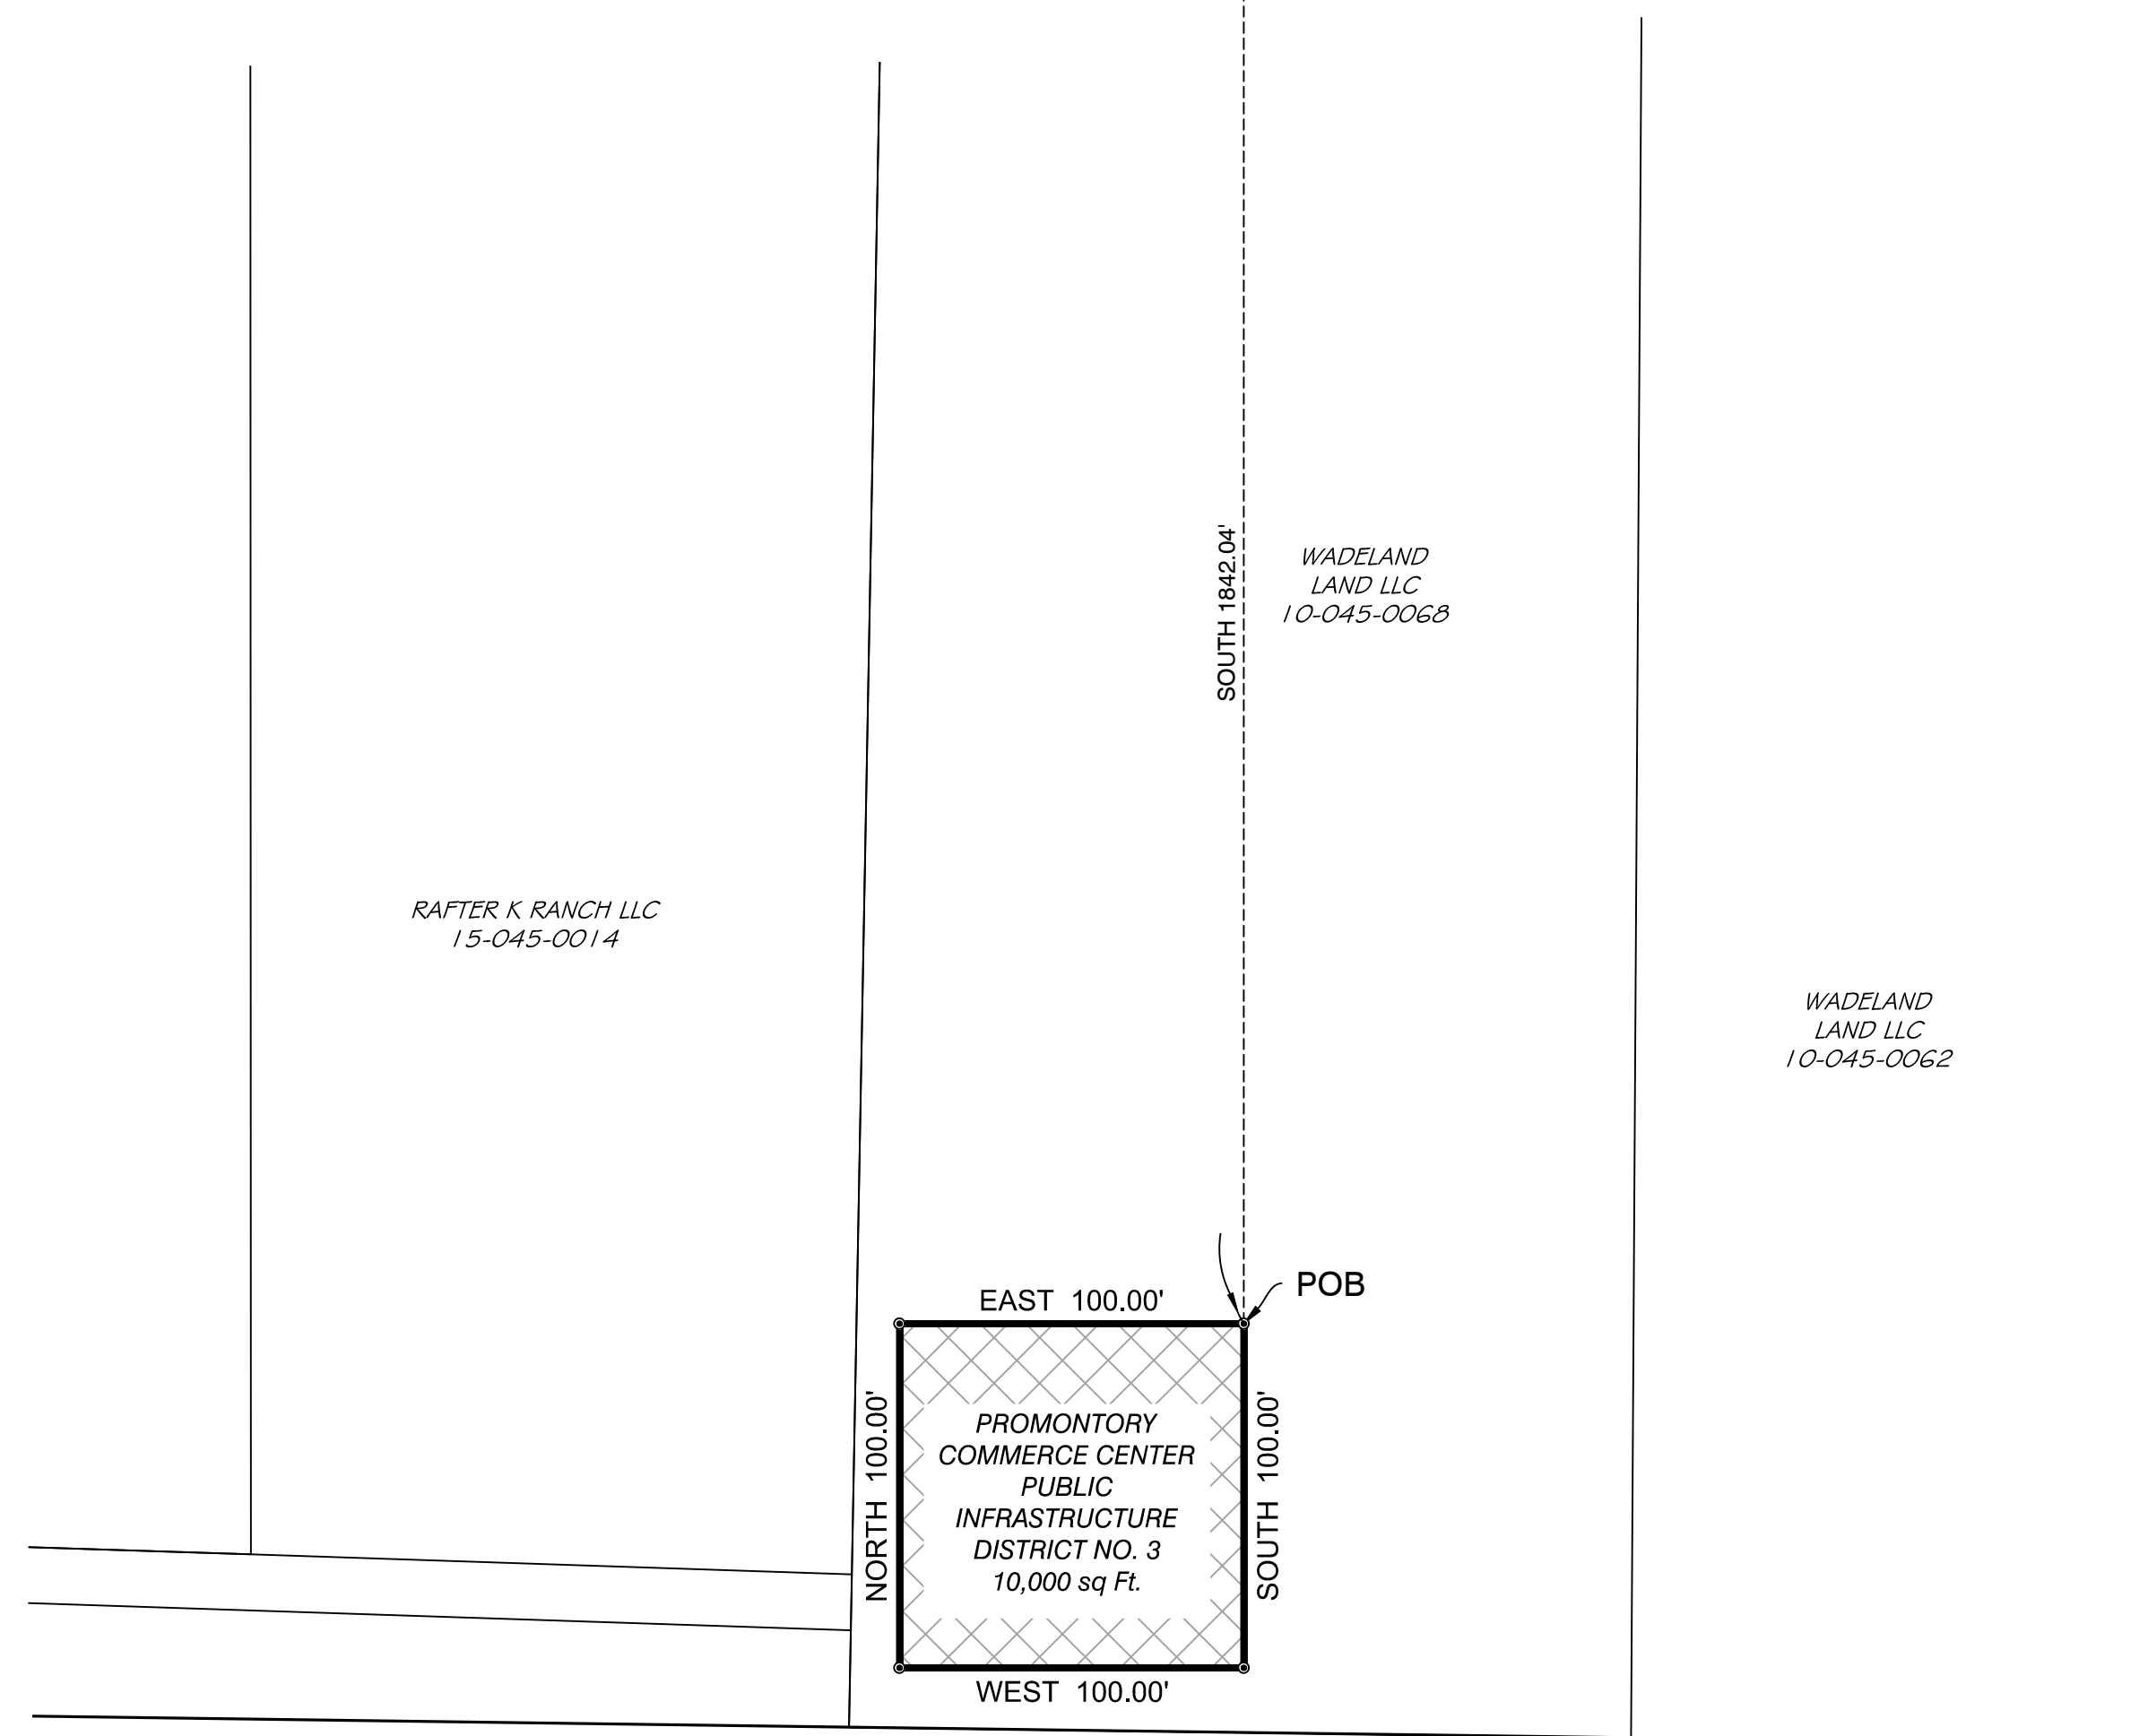 SOUTH 1842.04'
WADELAND
LAND LLC
10-045-0068
RAFTER K RANCH LLC
15-045-0014
WADELAND
LAND LLC
10-045-0062
POB
EAST 100.00'
NORTH 100.00'
PROMONTORY
COMMERCE CENTER
PUBLIC
INFRASTRUCTURE
DISTRICT NO. 3
10,000 sq Ft.
SOUTH 100.00'
WEST 100.00'